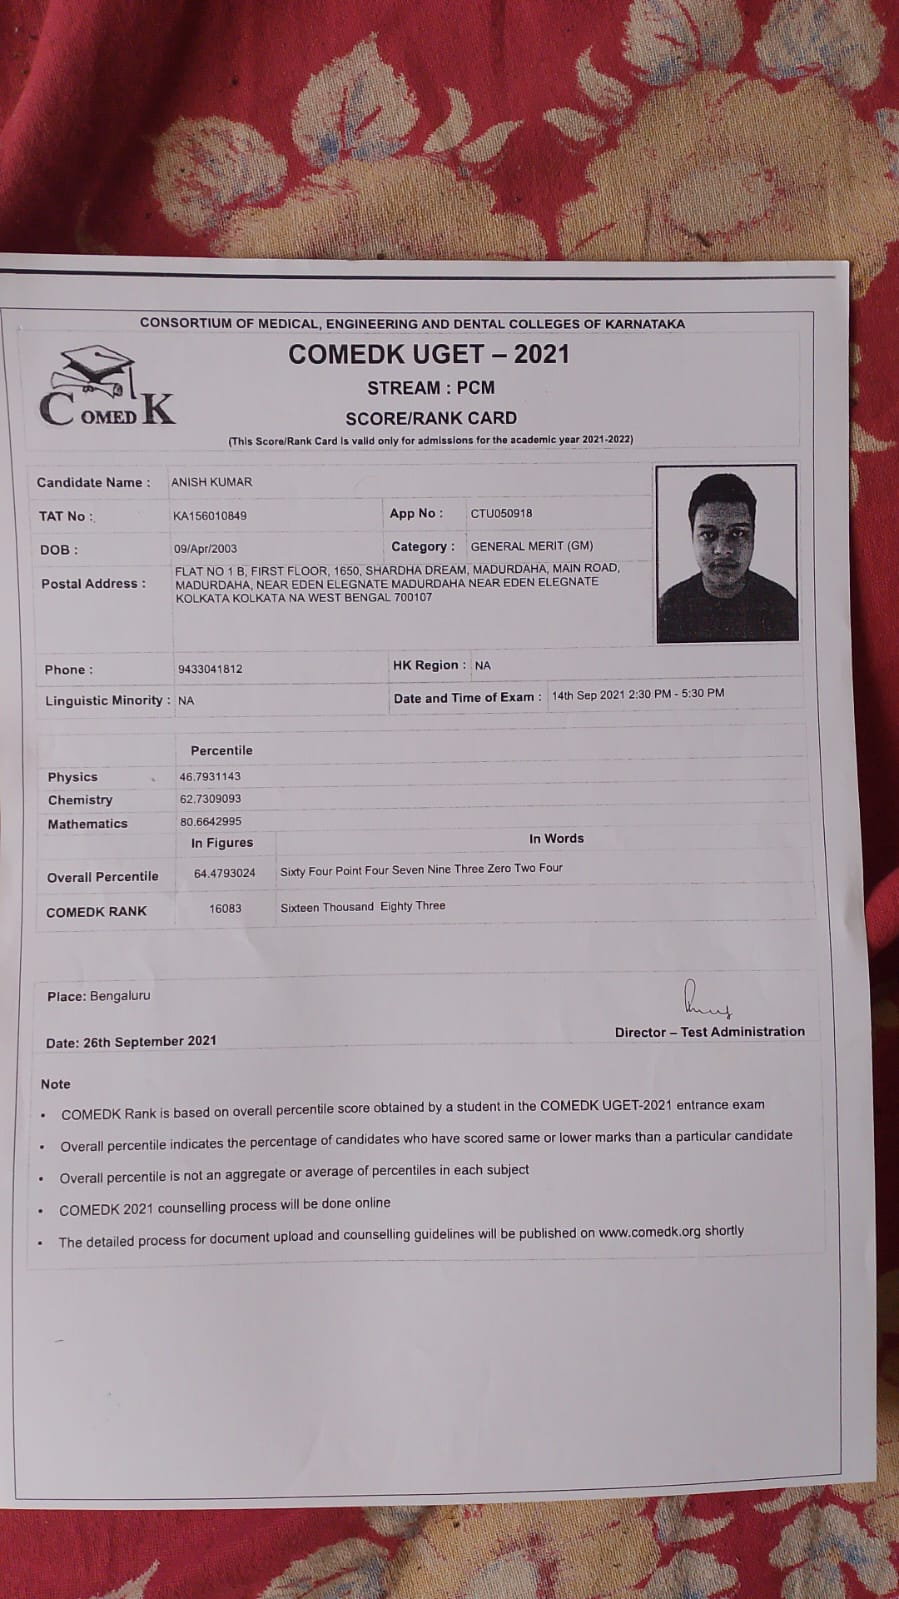 CONSORTIUM OF MEDICAL, ENGINEERING AND DENTAL COLLEGES OF KARNATAKA
COMEDK
COMEDK UGET – 2021
STREAM : PCM
SCORE/RANK CARD
(This Score/Rank Card is valid only for admissions for the academic year 2021-2022)
Candidate Name : ANISH KUMAR
TAT No : KA156010849 App No : CTU050918
DOB : 09/Apr/2003 Category : GENERAL MERIT (GM)
Postal Address : FLAT NO 1 B, FIRST FLOOR, 1650, SHARDHA DREAM, MADURDAHA, MAIN ROAD,
MADURDAHA, NEAR EDEN ELEGNATE MADURDAHA NEAR EDEN ELEGNATE
KOLKATA KOLKATA NA WEST BENGAL 700107
Phone : 9433041812 HK Region : NA
Linguistic Minority : NA Date and Time of Exam : 14th Sep 2021 2:30 PM - 5:30 PM
Percentile
Physics 46.7931143
Chemistry 62.7309093
Mathematics 80.6642995
In Figures In Words
Overall Percentile 64.4793024 Sixty Four Point Four Seven Nine Three Zero Two Four
COMEDK RANK 16083 Sixteen Thousand Eighty Three
Place: Bengaluru
Date: 26th September 2021 Director – Test Administration
Note
• COMEDK Rank is based on overall percentile score obtained by a student in the COMEDK UGET-2021 entrance exam
• Overall percentile indicates the percentage of candidates who have scored same or lower marks than a particular candidate
• Overall percentile is not an aggregate or average of percentiles in each subject
• COMEDK 2021 counselling process will be done online
• The detailed process for document upload and counselling guidelines will be published on www.comedk.org shortly